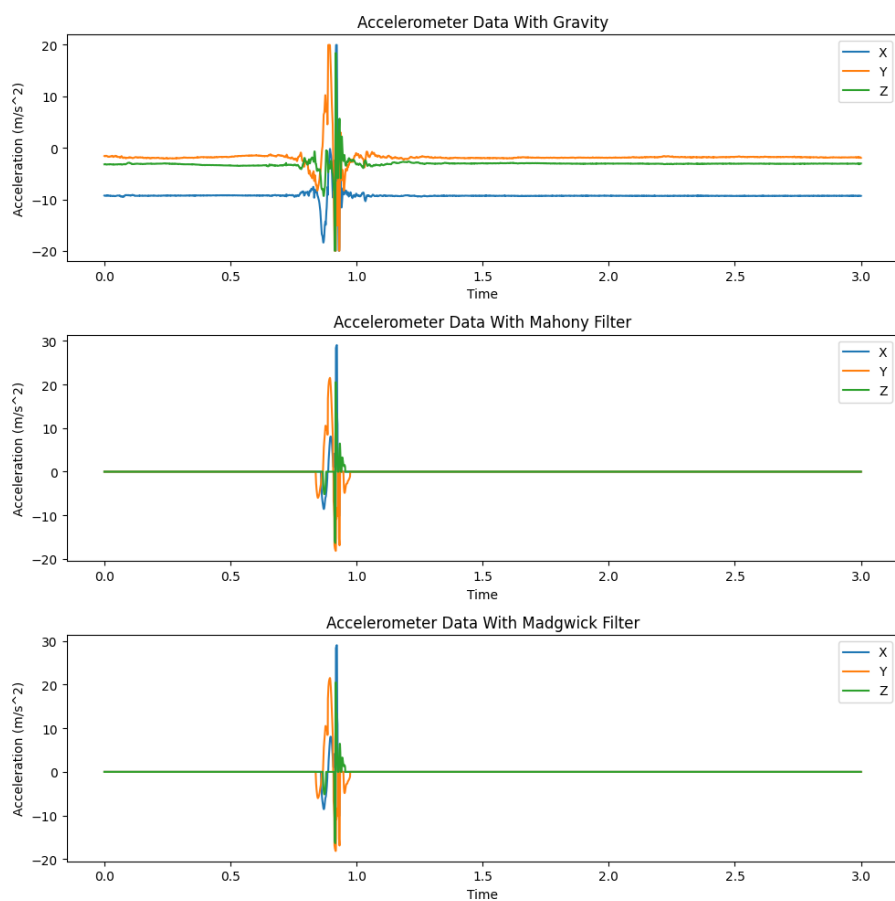 Accelerometer Data With Gravity
20
10
0
−10
−20
Acceleration (m/s^2)
X
Y
Z
0.0 0.5 1.0 1.5 2.0 2.5 3.0
Time
Accelerometer Data With Mahony Filter
30
20
10
0
−10
−20
Acceleration (m/s^2)
X
Y
Z
0.0 0.5 1.0 1.5 2.0 2.5 3.0
Time
Accelerometer Data With Madgwick Filter
30
20
10
0
−10
−20
Acceleration (m/s^2)
X
Y
Z
0.0 0.5 1.0 1.5 2.0 2.5 3.0
Time